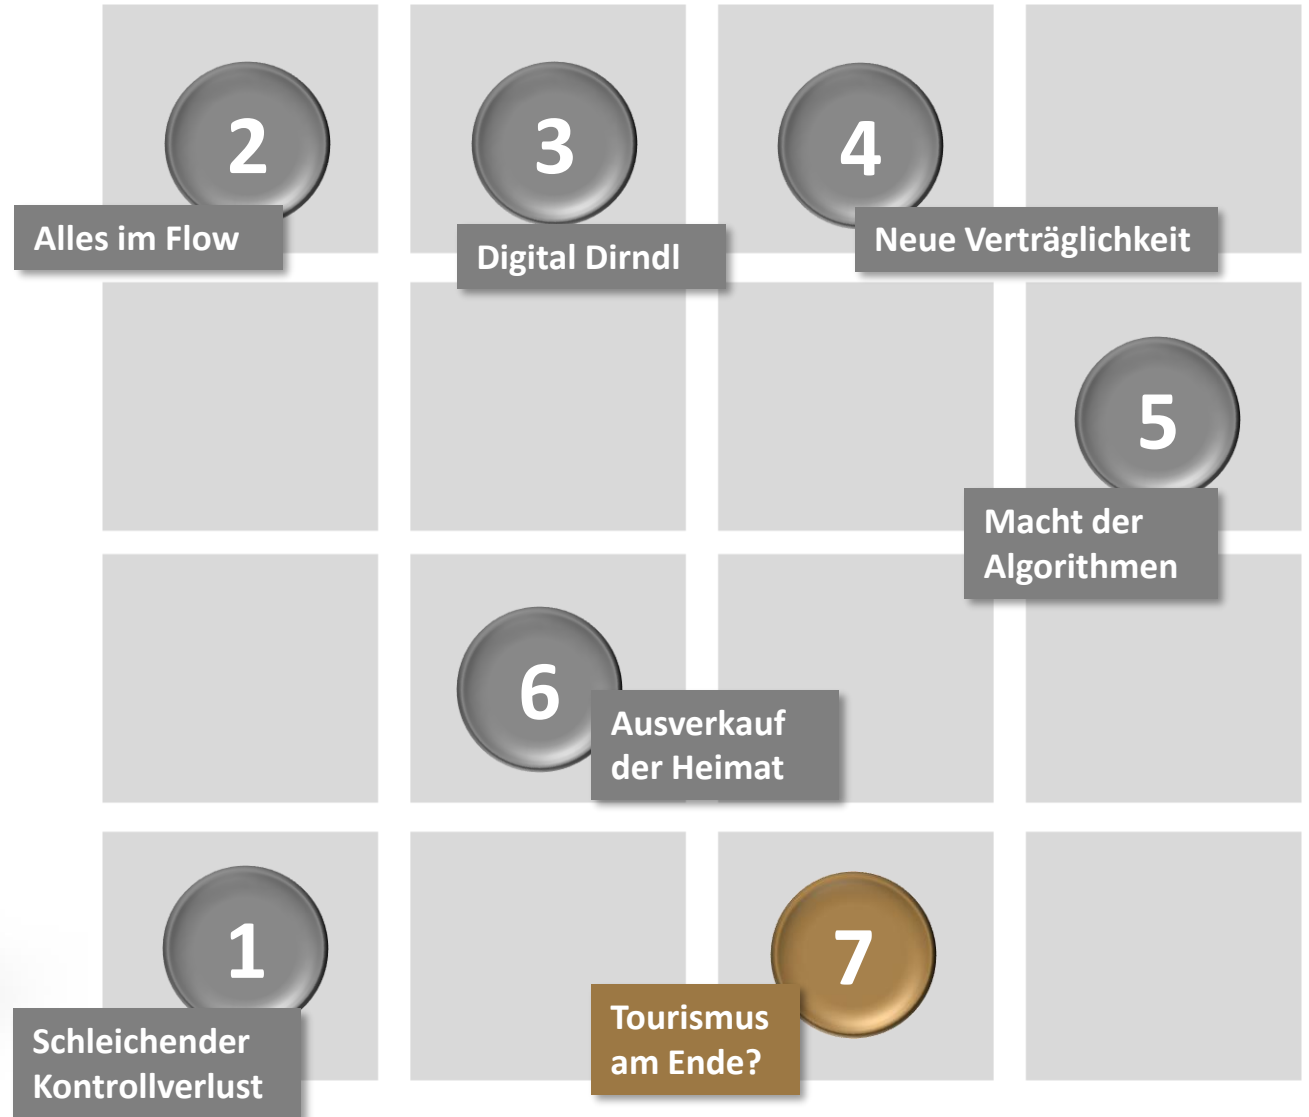 2
Alles im Flow
3
Digital Dirndl
4
Neue Verträglichkeit
5
Macht der
Algorithmen
6
Ausverkauf
der Heimat
1
Schleichender
Kontrollverlust
7
Tourismus
am Ende?